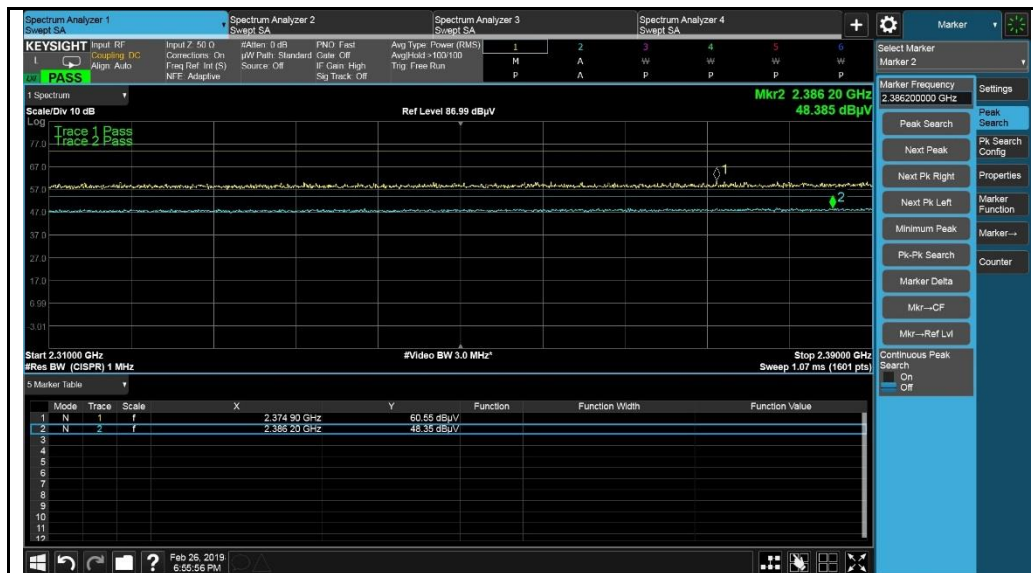 Spectrum Analyzer 1
Swept SA
Spectrum Analyzer 2
Swept SA
Spectrum Analyzer 3
Swept SA
Spectrum Analyzer 4
Swept SA
+
Marker
KEYSIGHT
L
PASS
Input: RF
Coupling: DC
Align: Auto
Input Z: 50 Ω
Corrections: On
Freq Ref: Int (S)
NFE: Adaptive
#Atten: 0 dB
µW Path: Standard
Source: Off
PNO: Fast
Gate: Off
IF Gain: High
Sig Track: Off
Avg Type: Power (RMS)
Avg|Hold:>100/100
Trig: Free Run
1 2 3 4 5 6
M A W W W W
P A P P P P
Select Marker
Marker 2
1 Spectrum
Scale/Div 10 dB
Log
Ref Level 86.99 dBµV
Mkr2 2.386 20 GHz
48.385 dBµV
Trace 1 Pass
Trace 2 Pass
77.0
67.0
57.0
47.0
37.0
27.0
17.0
6.99
-3.01
1
2
Start 2.31000 GHz
#Res BW (CISPR) 1 MHz
#Video BW 3.0 MHz*
Stop 2.39000 GHz
Sweep 1.07 ms (1601 pts)
5 Marker Table
Mode Trace Scale X Y Function Function Width Function Value
1 N 1 f 2.374 90 GHz 60.55 dBµV
2 N 2 f 2.386 20 GHz 48.35 dBµV
3
4
5
6
7
8
9
10
11
12
Marker Frequency
2.386200000 GHz
Peak Search
Next Peak
Next Pk Right
Next Pk Left
Minimum Peak
Pk-Pk Search
Marker Delta
Mkr→CF
Mkr→Ref Lvl
Continuous Peak
Search
On
Off
Settings
Peak
Search
Pk Search
Config
Properties
Marker
Function
Marker→
Counter
?
Feb 26, 2019
6:55:56 PM